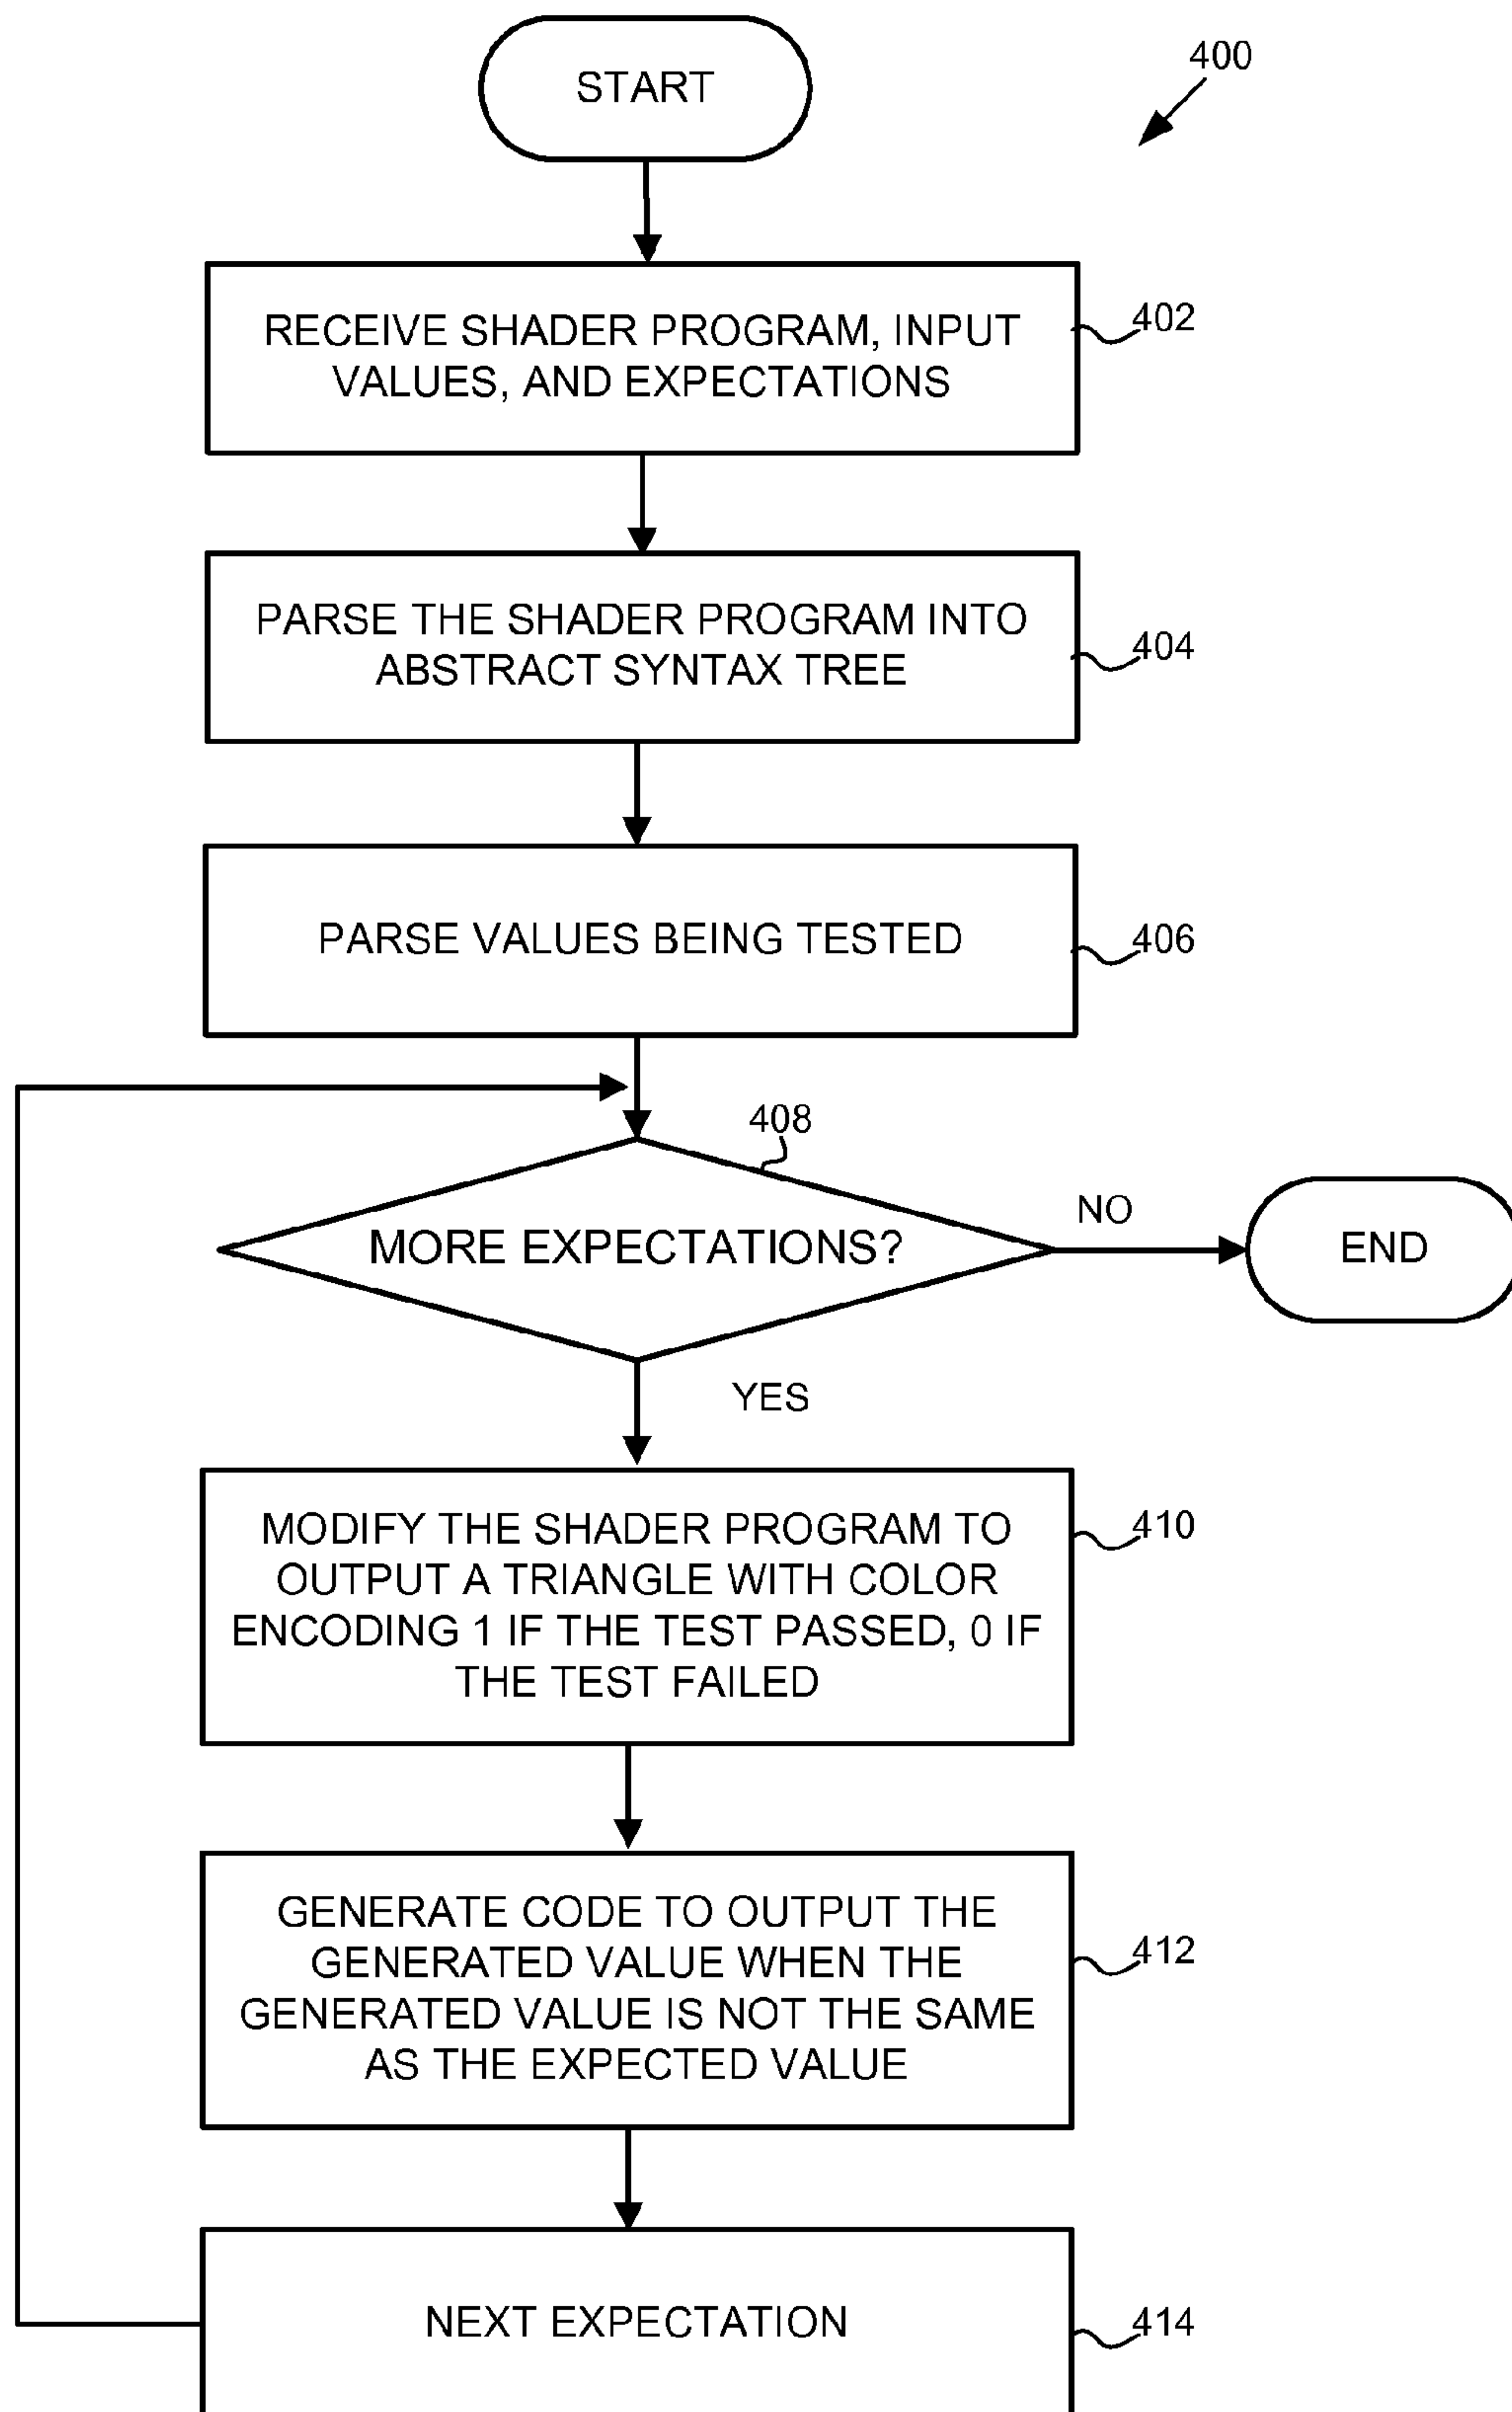 START
400
RECEIVE SHADER PROGRAM, INPUT
VALUES, AND EXPECTATIONS
402
PARSE THE SHADER PROGRAM INTO
ABSTRACT SYNTAX TREE
404
PARSE VALUES BEING TESTED
406
408
MORE EXPECTATIONS?
NO
END
YES
MODIFY THE SHADER PROGRAM TO
OUTPUT A TRIANGLE WITH COLOR
ENCODING 1 IF THE TEST PASSED, 0 IF
THE TEST FAILED
410
GENERATE CODE TO OUTPUT THE
GENERATED VALUE WHEN THE
GENERATED VALUE IS NOT THE SAME
AS THE EXPECTED VALUE
412
NEXT EXPECTATION
414